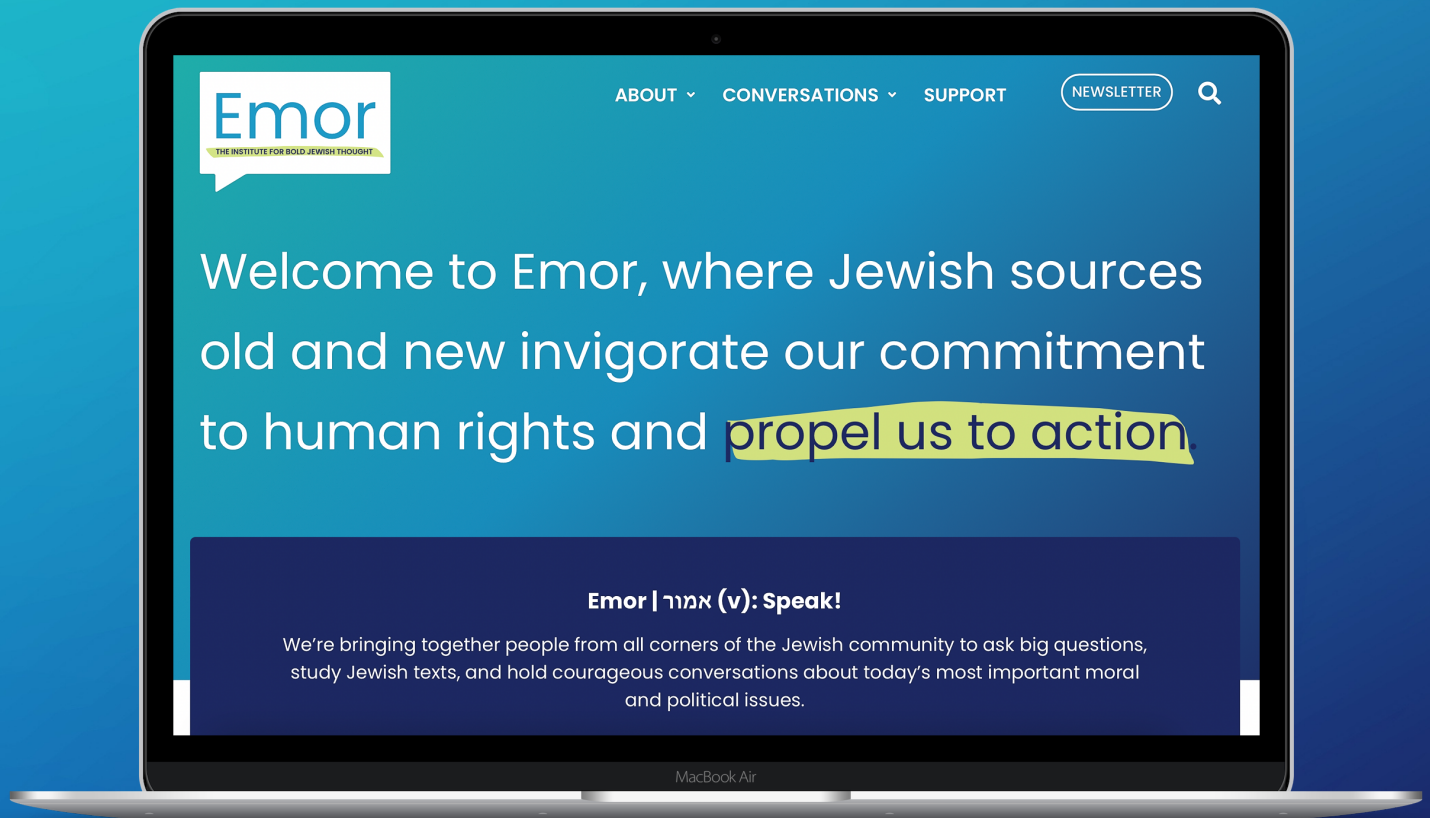 Emor
THE INSTITUTE FOR BOLD JEWISH THOUGHT
ABOUT
CONVERSATIONS
SUPPORT
NEWSLETTER
Welcome to Emor, where Jewish sources
old and new invigorate our commitment
to human rights and propel us to action.
Emor | אמור (v): Speak!
We’re bringing together people from all corners of the Jewish community to ask big questions,
study Jewish texts, and hold courageous conversations about today’s most important moral
and political issues.
MacBook Air